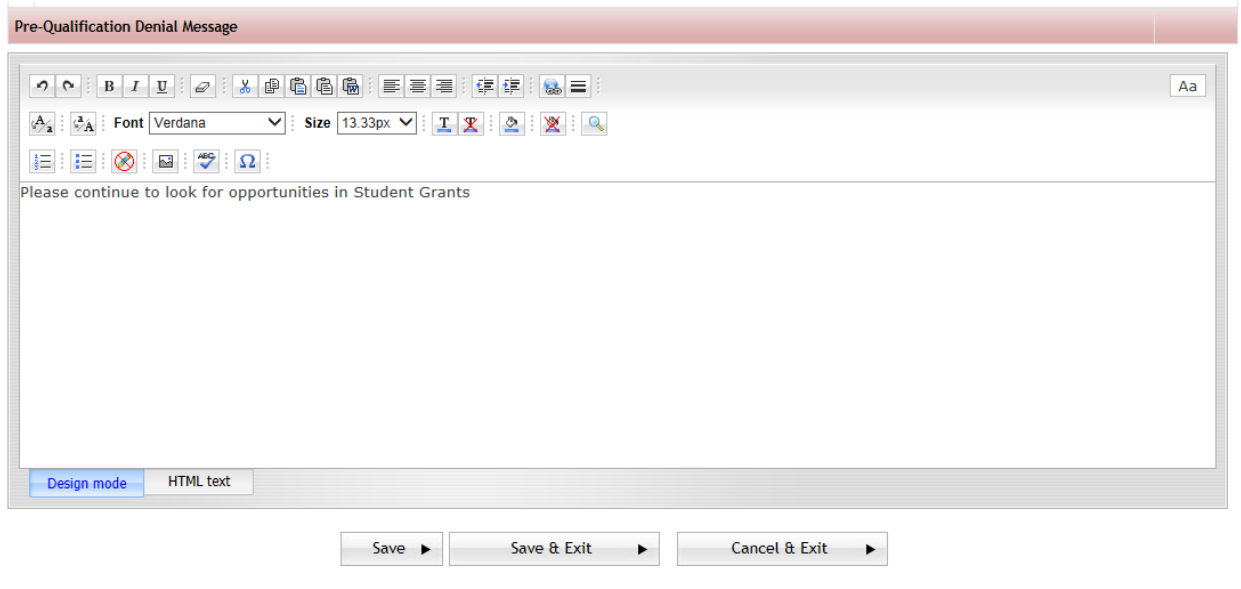 Pre-Qualification Denial Message
B I U
Aa
Font Verdana Size 13.33px T T
ABC Ω
Please continue to look for opportunities in Student Grants
Design mode HTML text
Save Save & Exit Cancel & Exit